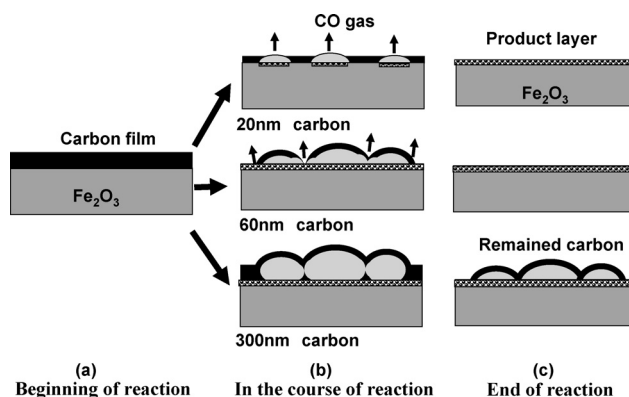 CO gas
Product layer
Fe₂O₃
20nm carbon
Carbon film
Fe₂O₃
60nm carbon
Remained carbon
300nm carbon
(a)
(b)
(c)
Beginning of reaction
In the course of reaction
End of reaction